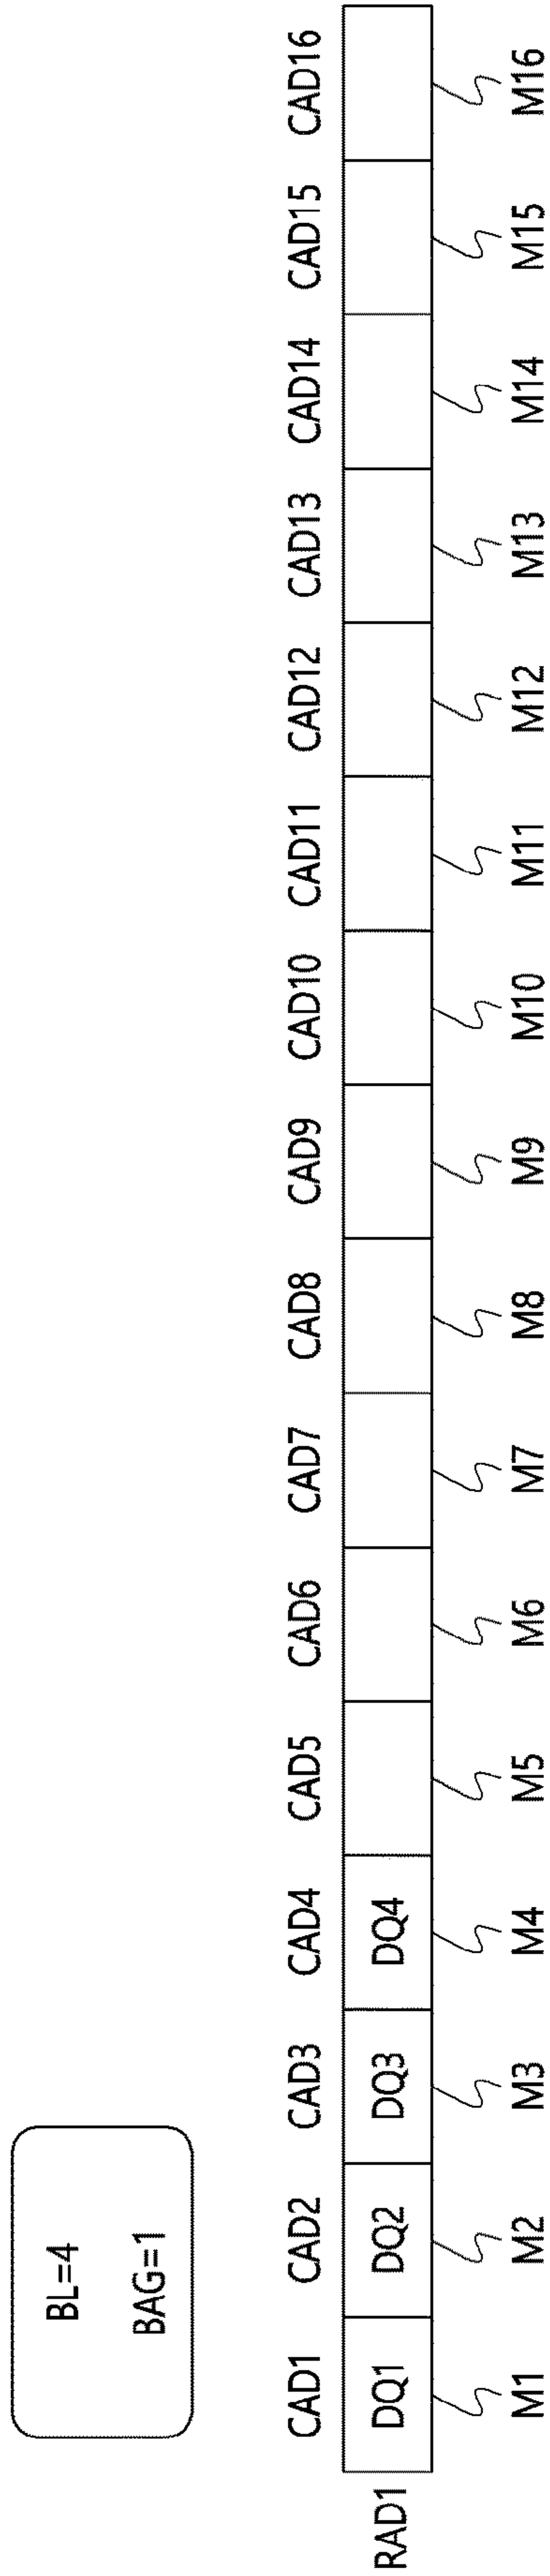 BL=4
BAG=1
CAD1 CAD2 CAD3 CAD4 CAD5 CAD6 CAD7 CAD8 CAD9 CAD10 CAD11 CAD12 CAD13 CAD14 CAD15 CAD16
RAD1 DQ1 DQ2 DQ3 DQ4
M1 M2 M3 M4 M5 M6 M7 M8 M9 M10 M11 M12 M13 M14 M15 M16